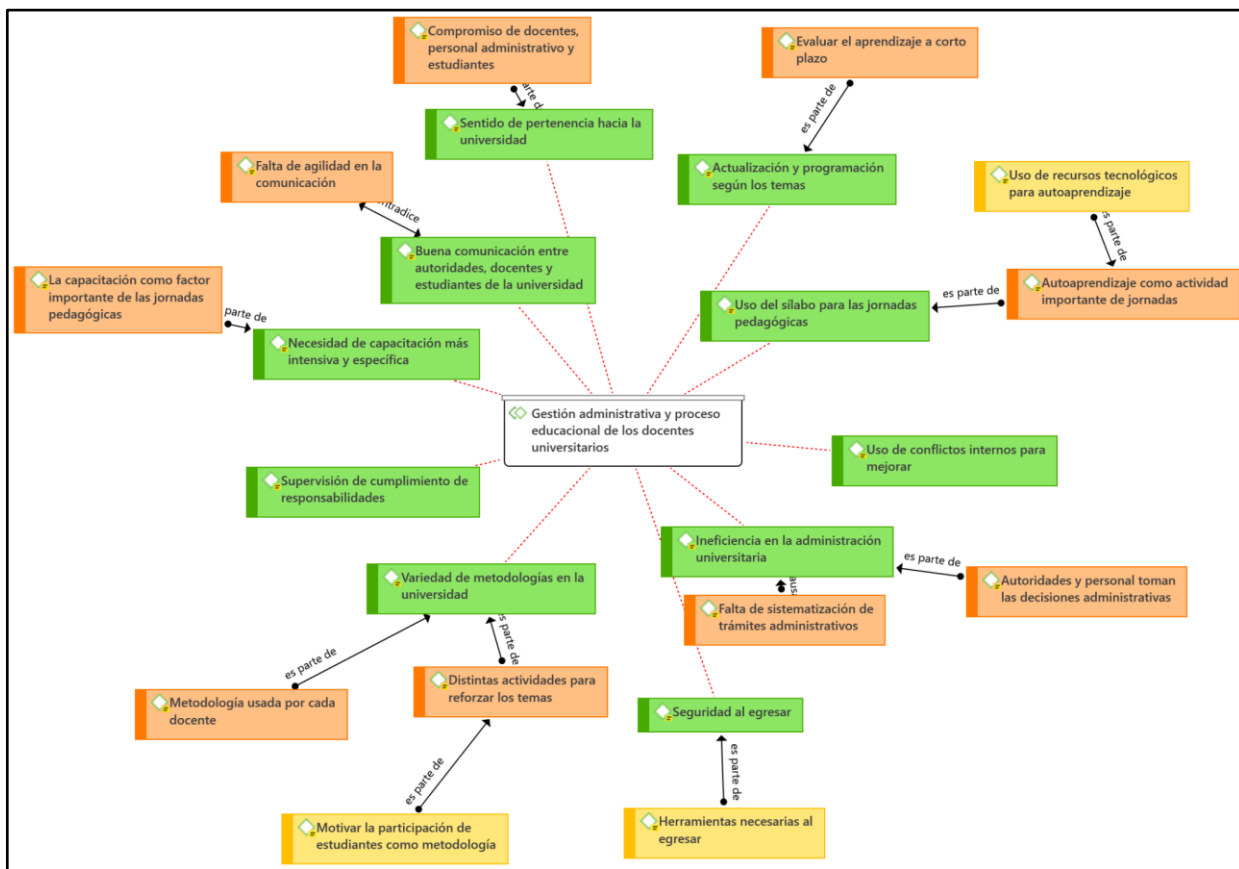 Compromiso de docentes,
personal administrativo y
estudiantes
Evaluar el aprendizaje a corto
plazo
es parte de
Sentido de pertenencia hacia la
universidad
Falta de agilidad en la
comunicación
Actualización y programación
según los temas
Uso de recursos tecnológicos
para autoaprendizaje
es parte de
Buena comunicación entre
autoridades, docentes y
estudiantes de la universidad
La capacitación como factor
importante de las jornadas
pedagógicas
parte de
Uso del sílabo para las jornadas
pedagógicas
es parte de
Autoaprendizaje como actividad
importante de jornadas
Necesidad de capacitación más
intensiva y específica
Gestión administrativa y proceso
educacional de los docentes
universitarios
Uso de conflictos internos para
mejorar
Supervisión de cumplimiento de
responsabilidades
Ineficiencia en la administración
universitaria
es parte de
Autoridades y personal toman
las decisiones administrativas
Variedad de metodologías en la
universidad
Falta de sistematización de
trámites administrativos
es parte de
es parte de
Metodología usada por cada
docente
Distintas actividades para
reforzar los temas
Seguridad al egresar
es parte de
es parte de
Motivar la participación de
estudiantes como metodología
Herramientas necesarias al
egresar